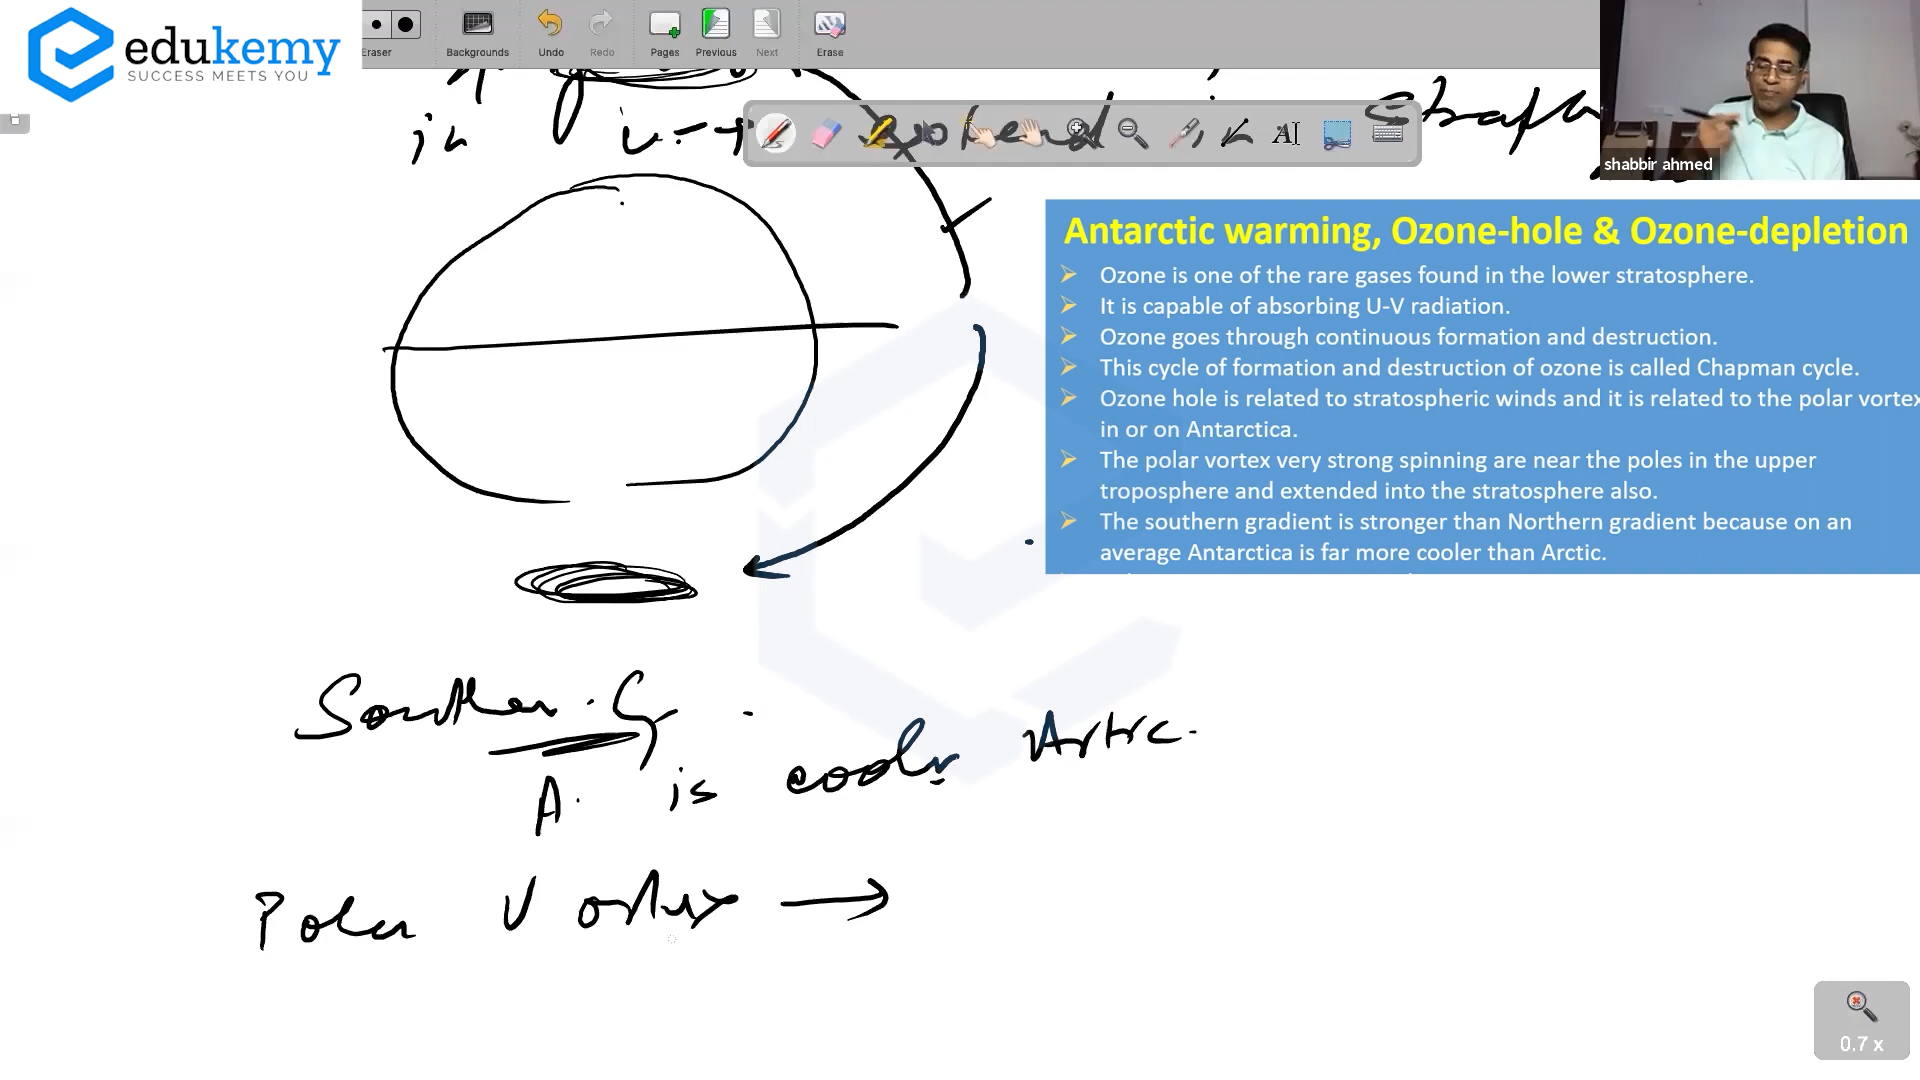 edukemy
SUCCESS MEETS YOU
Eraser
Backgrounds
Undo
Redo
Pages
Previous
Next
Erase
in
shabbir ahmed
Antarctic warming, Ozone-hole & Ozone-depletion
Ozone is one of the rare gases found in the lower stratosphere.
It is capable of absorbing U-V radiation.
Ozone goes through continuous formation and destruction.
This cycle of formation and destruction of ozone is called Chapman cycle.
Ozone hole is related to stratospheric winds and it is related to the polar vortex
in or on Antarctica.
The polar vortex very strong spinning are near the poles in the upper
troposphere and extended into the stratosphere also.
The southern gradient is stronger than Northern gradient because on an
average Antarctica is far more cooler than Arctic.
Southern . G
A. is cooler Artic.
Polar Vortex →
0.7 x